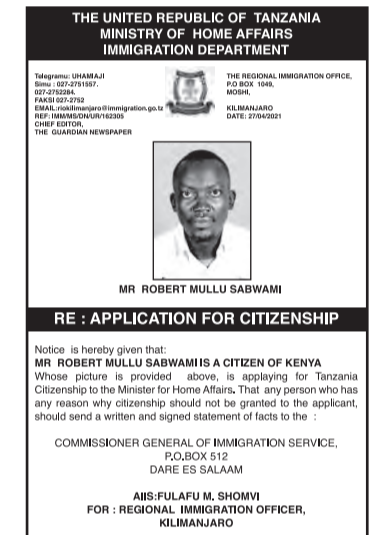 THE UNITED REPUBLIC OF TANZANIA
MINISTRY OF HOME AFFAIRS
IMMIGRATION DEPARTMENT
Telegramu: UHAMIAJI
Simu : 027-2751557.
027-2752284.
FAKSI 027-2752
EMAIL:riokilimanjaro@immigration.go.tz
REF: IMM/MS/DN/UR/162305
CHIEF EDITOR,
THE GUARDIAN NEWSPAPER
THE REGIONAL IMMIGRATION OFFICE,
P.O BOX 1049,
MOSHI,
KILIMANJARO
DATE: 27/04/2021
MR ROBERT MULLU SABWAMI
RE : APPLICATION FOR CITIZENSHIP
Notice is hereby given that:
MR ROBERT MULLU SABWAMI IS A CITIZEN OF KENYA
Whose picture is provided above, is applaying for Tanzania
Citizenship to the Minister for Home Affairs. That any person who has
any reason why citizenship should not be granted to the applicant,
should send a written and signed statement of facts to the :
COMMISSIONER GENERAL OF IMMIGRATION SERVICE,
P.O.BOX 512
DARE ES SALAAM
AIIS:FULAFU M. SHOMVI
FOR : REGIONAL IMMIGRATION OFFICER,
KILIMANJARO